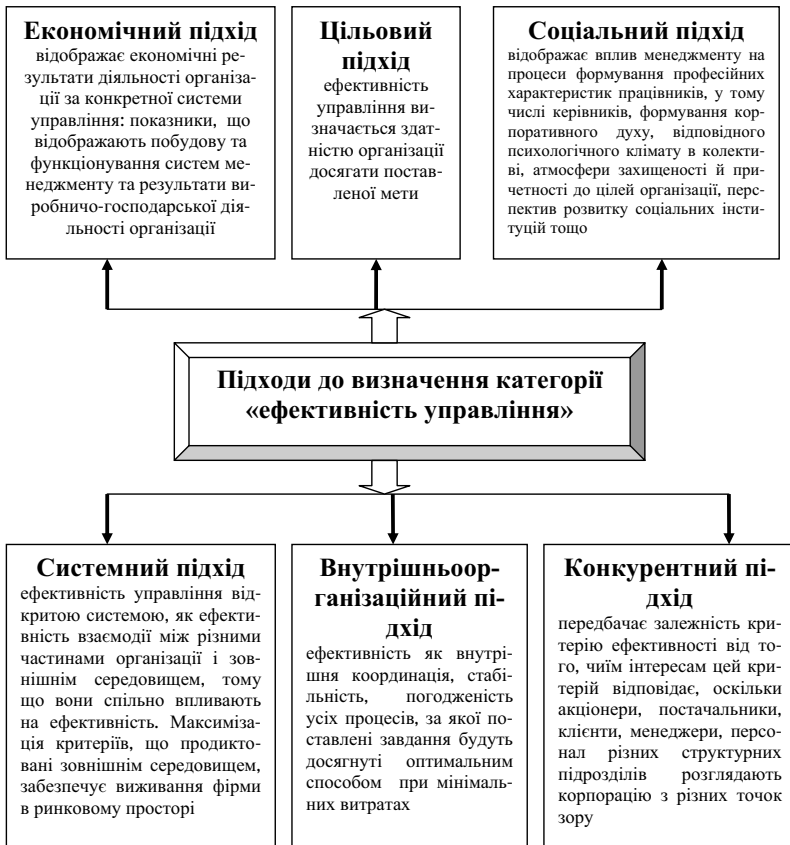 Економічний підхід
відображає економічні ре-
зультати діяльності організа-
ції за конкретної системи
управління: показники, що
відображають побудову та
функціонування систем ме-
неджменту та результати ви-
робничо-господарської дія-
льності організації
Цільовий
підхід
ефективність
управління ви-
значається здат-
ністю організації
досягати постав-
леної мети
Соціальний підхід
відображає вплив менеджменту на
процеси формування професійних
характеристик працівників, у тому
числі керівників, формування кор-
поративного духу, відповідного
психологічного клімату в колекти-
ві, атмосфери захищеності й при-
четності до цілей організації, перс-
пектив розвитку соціальних інсти-
туцій тощо
Підходи до визначення категорії
«ефективність управління»
Системний підхід
ефективність управління від-
критою системою, як ефекти-
вність взаємодії між різними
частинами організації і зов-
нішнім середовищем, тому
що вони спільно впливають
на ефективність. Максиміза-
ція критеріїв, що продикто-
вані зовнішнім середовищем,
забезпечує виживання фірми
в ринковому просторі
Внутрішньоор-
ганізаційний пі-
дхід
ефективність як внутрі-
шня координація, стабі-
льність, погодженість
усіх процесів, за якої по-
ставлені завдання будуть
досягнуті оптимальним
способом при мінімаль-
них витратах
Конкурентний пі-
дхід
передбачає залежність кри-
терію ефективності від то-
го, чиїм інтересам цей кри-
терій відповідає, оскільки
акціонери, постачальники,
клієнти, менеджери, персо-
нал різних структурних
підрозділів розглядають
корпорацію з різних точок
зору